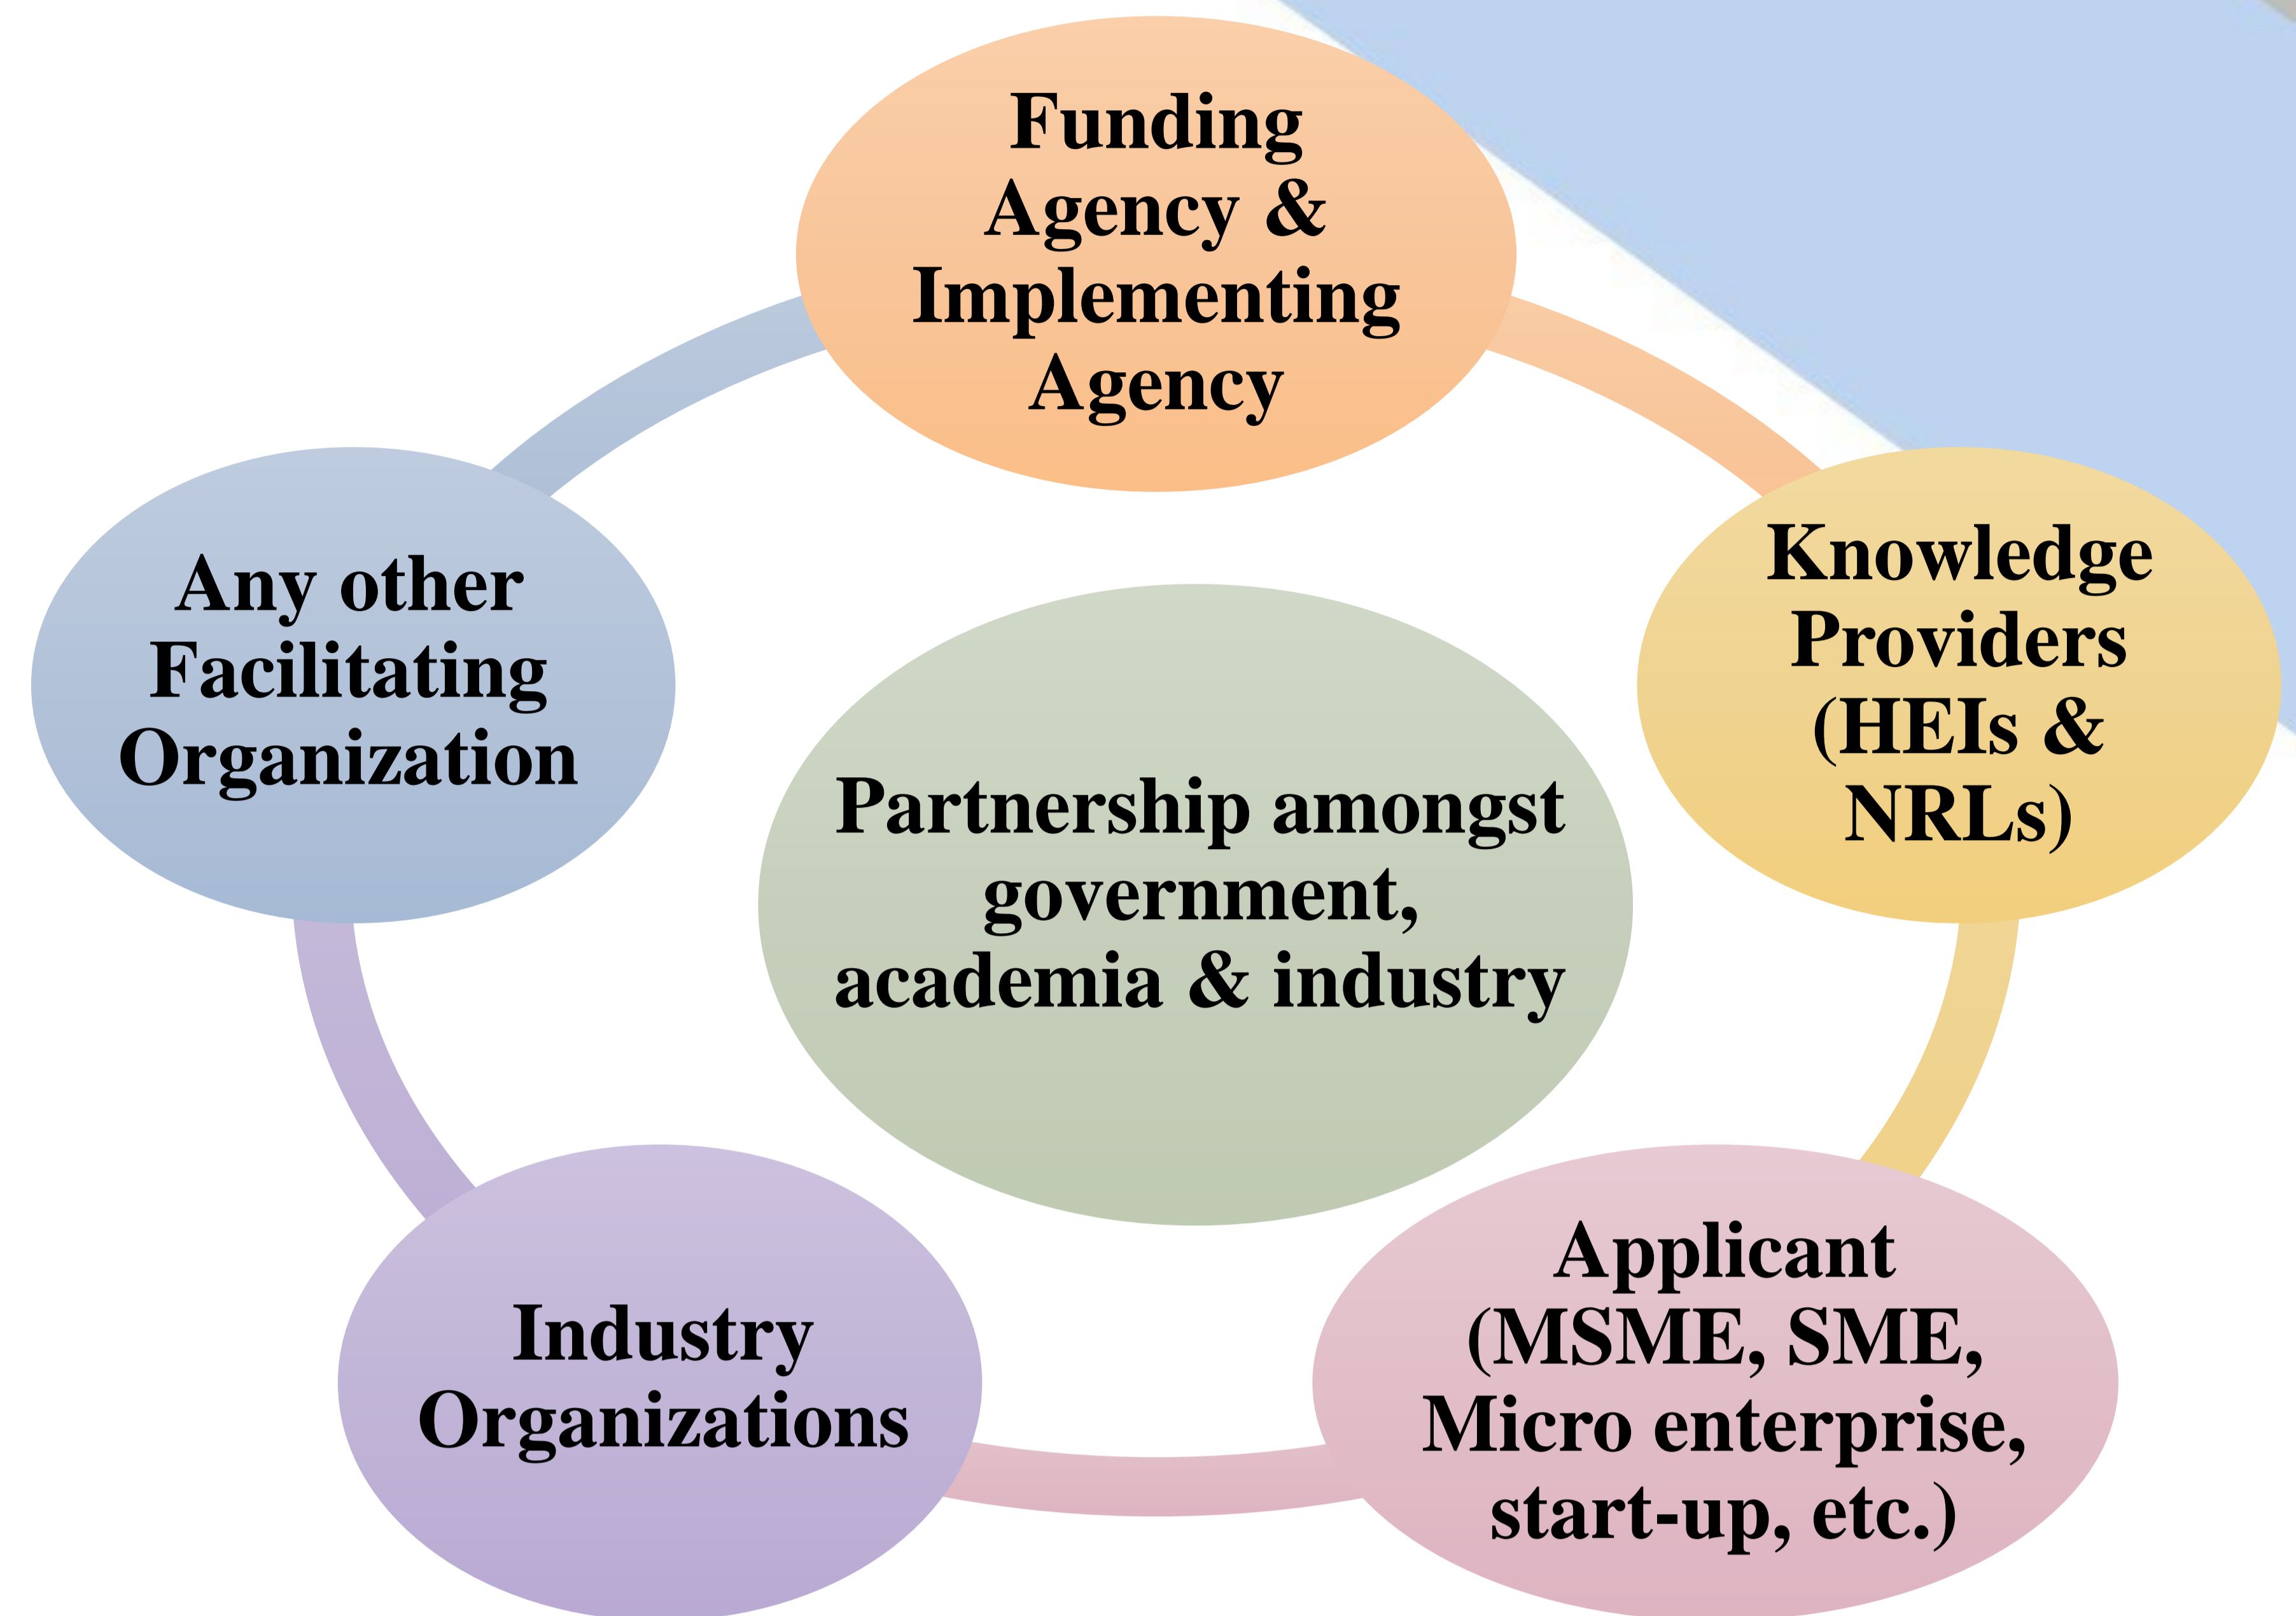 Funding
Agency &
Implementing
Agency
Knowledge
Providers
(HEIs &
NRLs)
Applicant
(MSME, SME,
Micro enterprise,
start-up, etc.)
Industry
Organizations
Any other
Facilitating
Organization
Partnership amongst
government,
academia & industry